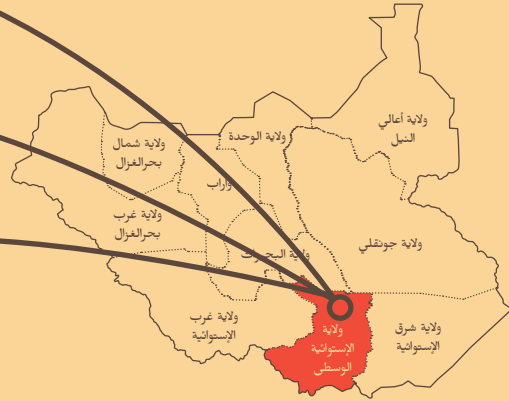 ولاية أعالي
النيل
ولاية الوحدة
ولاية شمال
بحرالغزال
واراب
ولاية غرب
بحرالغزال
ولاية جونقلي
ولاية البحيرات
ولاية غرب
الإستوائية
ولاية
الإستوائية
الوسطى
ولاية شرق
الإستوائية